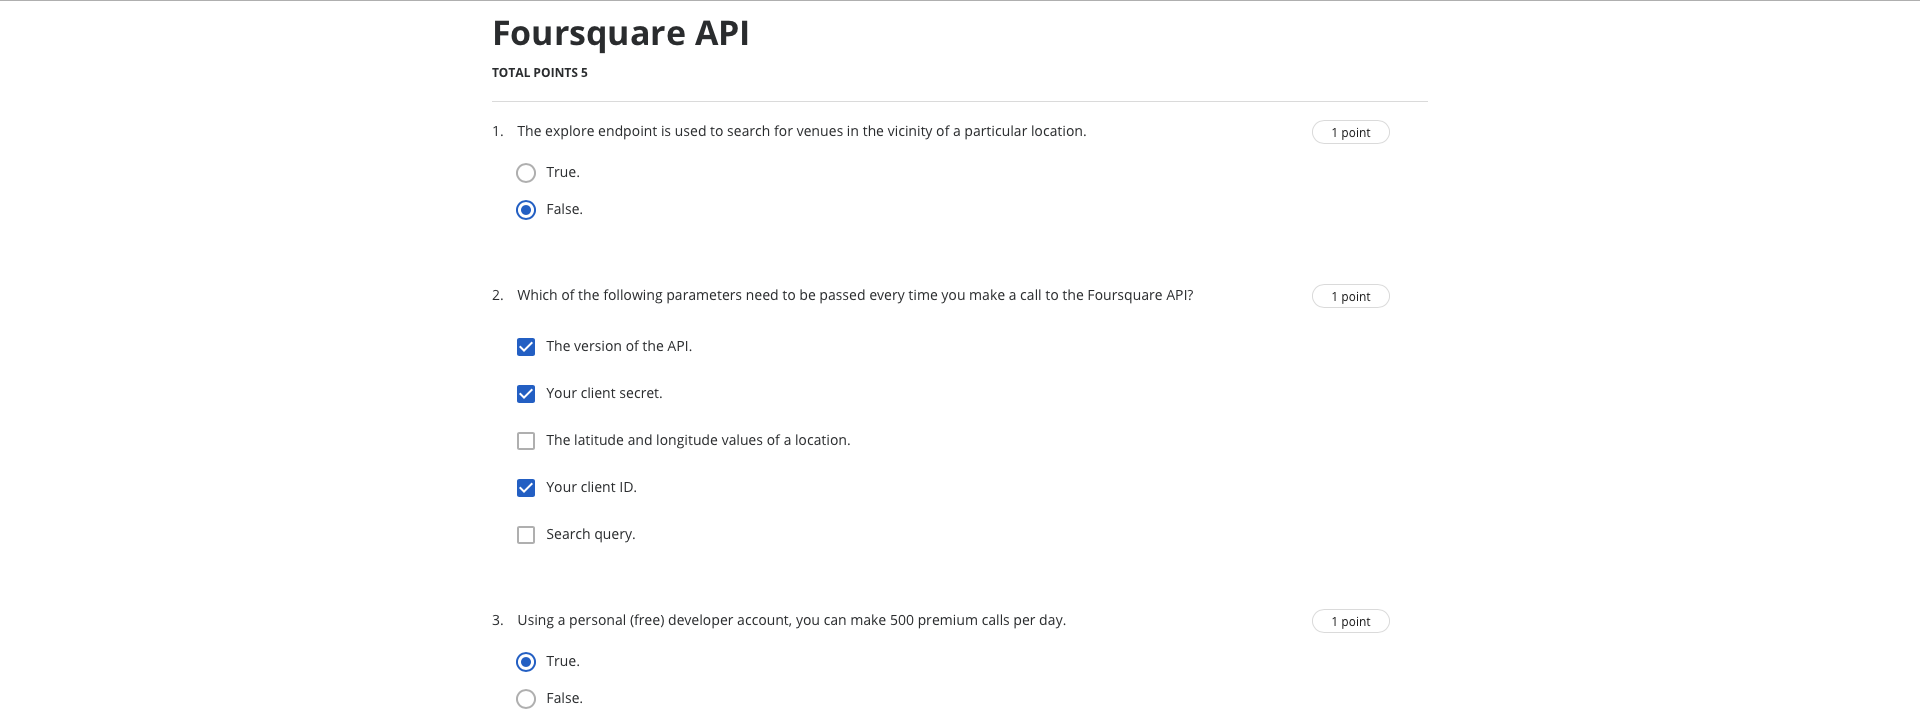 Foursquare API
TOTAL POINTS 5
1. The explore endpoint is used to search for venues in the vicinity of a particular location.
1 point
True.
False.
2. Which of the following parameters need to be passed every time you make a call to the Foursquare API?
1 point
The version of the API.
Your client secret.
The latitude and longitude values of a location.
Your client ID.
Search query.
3. Using a personal (free) developer account, you can make 500 premium calls per day.
1 point
True.
False.